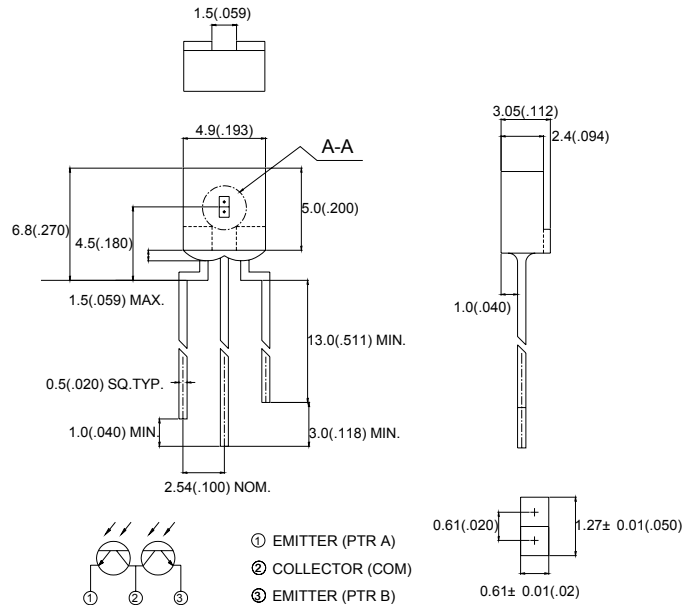 1.5(.059)
4.9(.193)
A-A
5.0(.200)
6.8(.270)
4.5(.180)
1.5(.059) MAX.
13.0(.511) MIN.
0.5(.020) SQ.TYP.
1.0(.040) MIN.
3.0(.118) MIN.
2.54(.100) NOM.
3.05(.112)
2.4(.094)
1.0(.040)
0.61(.020)
1.27± 0.01(.050)
0.61± 0.01(.02)
① ② ③
① EMITTER (PTR A)
② COLLECTOR (COM)
③ EMITTER (PTR B)